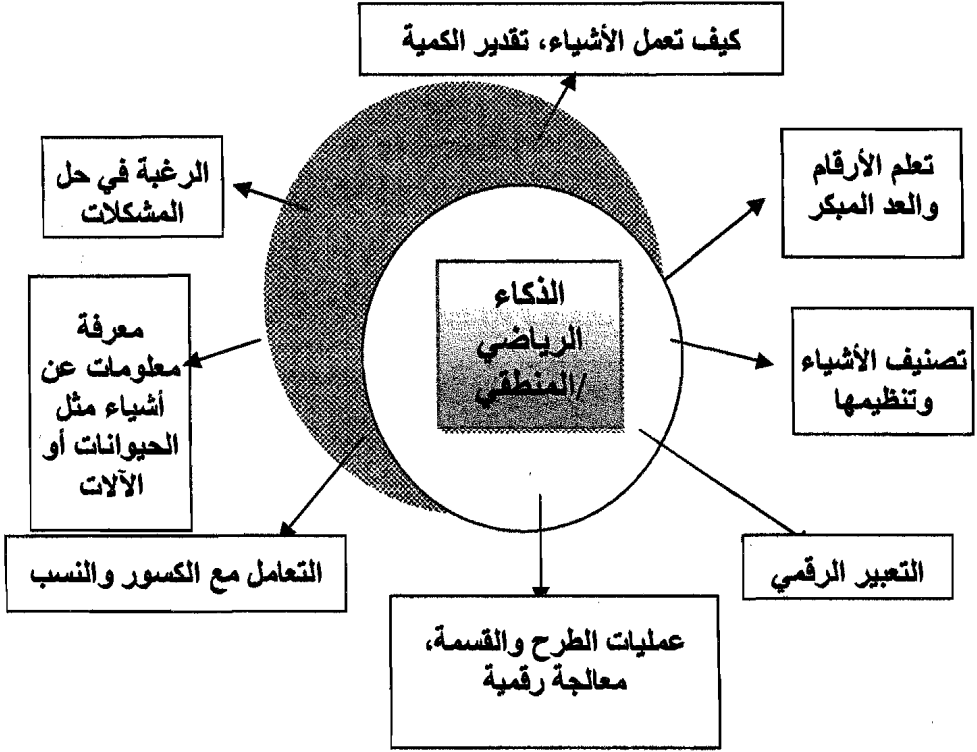 كيف تعمل الأشياء، تقدير الكمية
تعلم الأرقام
والعد المبكر
الرغبة في حل
المشكلات
الذكاء
الرياضي
/المنطقي
معرفة
معلومات عن
أشياء مثل
الحيوانات أو
الآلات
تصنيف الأشياء
وتنظيمها
التعامل مع الكسور والنسب
التعبير الرقمي
عمليات الطرح والقسمة،
معالجة رقمية